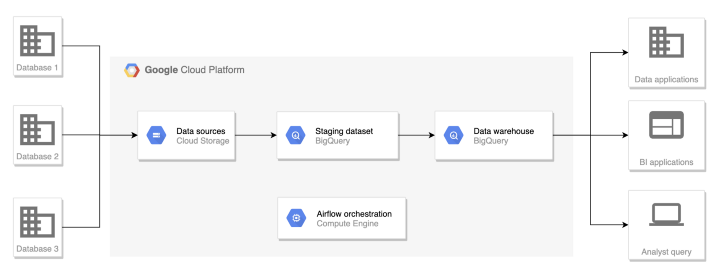 Database 1
Database 2
Database 3
Google Cloud Platform
Data sources
Cloud Storage
Staging dataset
BigQuery
Data warehouse
BigQuery
Airflow orchestration
Compute Engine
Data applications
BI applications
Analyst query